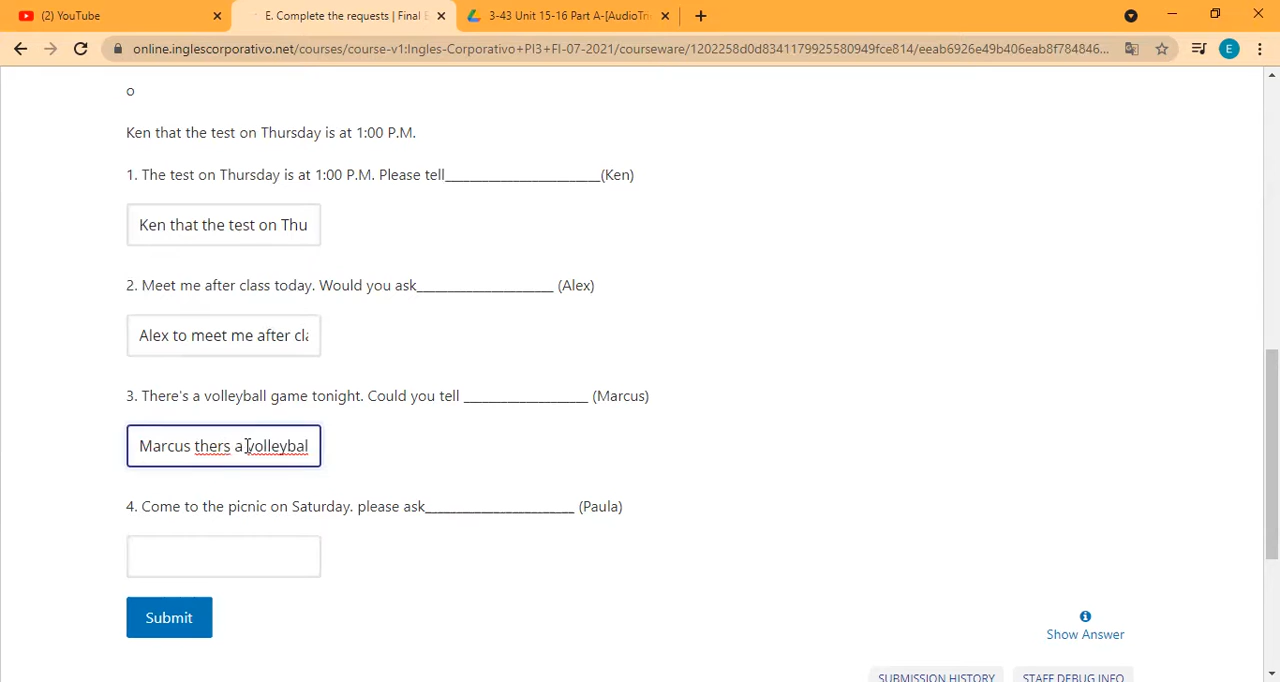 (2) YouTube
E. Complete the requests | Final E
3-43 Unit 15-16 Part A-[AudioTri
online.inglescorporativo.net/courses/course-v1:Ingles-Corporativo+PI3+FI-07-2021/courseware/1202258d0d8341179925580949fce814/eeab6926e49b406eab8f784846...
E
o
Ken that the test on Thursday is at 1:00 P.M.
1. The test on Thursday is at 1:00 P.M. Please tell______________________(Ken)
Ken that the test on Thu
2. Meet me after class today. Would you ask____________________ (Alex)
Alex to meet me after cla
3. There's a volleyball game tonight. Could you tell __________________ (Marcus)
Marcus thers a volleybal
4. Come to the picnic on Saturday. please ask______________________ (Paula)
Submit
Show Answer
SUBMISSION HISTORY
STAFF DEBUG INFO